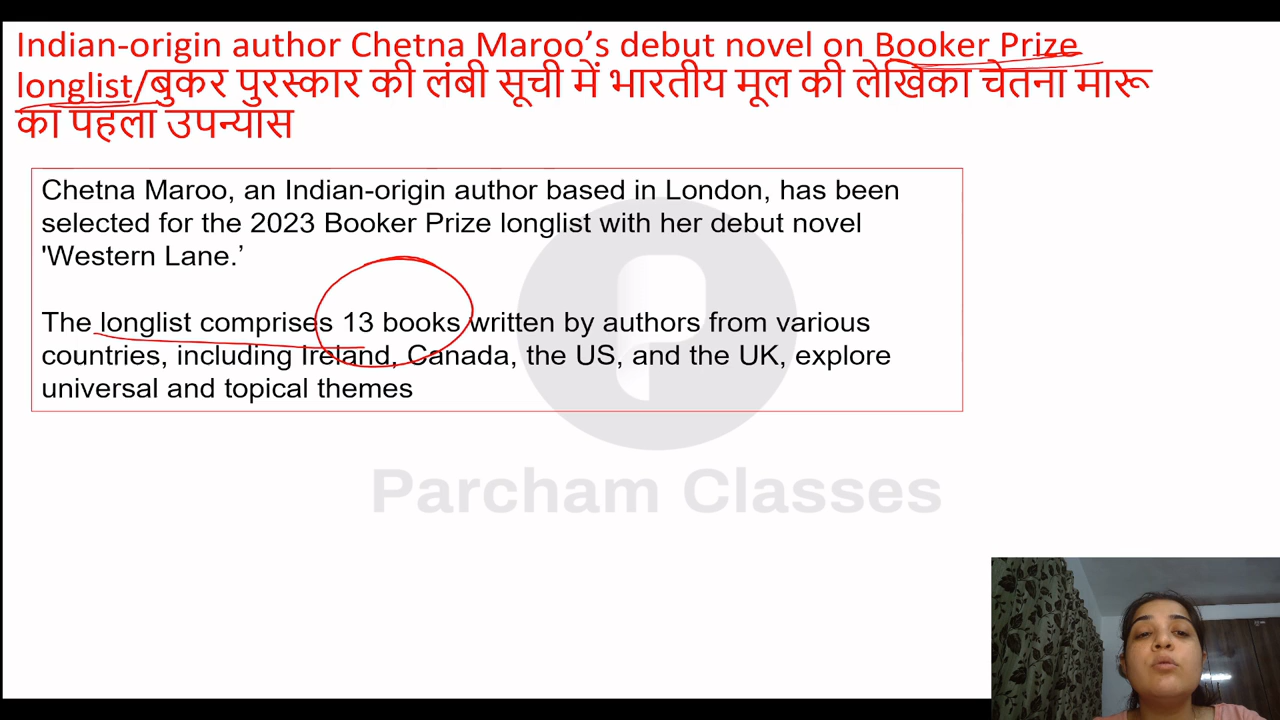 Indian-origin author Chetna Maroo’s debut novel on Booker Prize
longlist/बुकर पुरस्कार की लंबी सूची में भारतीय मूल की लेखिका चेतना मारू
का पहला उपन्यास
Chetna Maroo, an Indian-origin author based in London, has been
selected for the 2023 Booker Prize longlist with her debut novel
'Western Lane.’
The longlist comprises 13 books written by authors from various
countries, including Ireland, Canada, the US, and the UK, explore
universal and topical themes
Parcham Classes